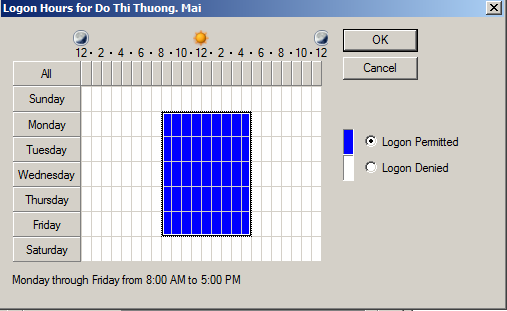 Logon Hours for Do Thi Thuong. Mai
12 • 2 • 4 • 6 • 8 • 10 • 12 • 2 • 4 • 6 • 8 • 10 • 12
All
Sunday
Monday
Tuesday
Wednesday
Thursday
Friday
Saturday
OK
Cancel
Logon Permitted
Logon Denied
Monday through Friday from 8:00 AM to 5:00 PM